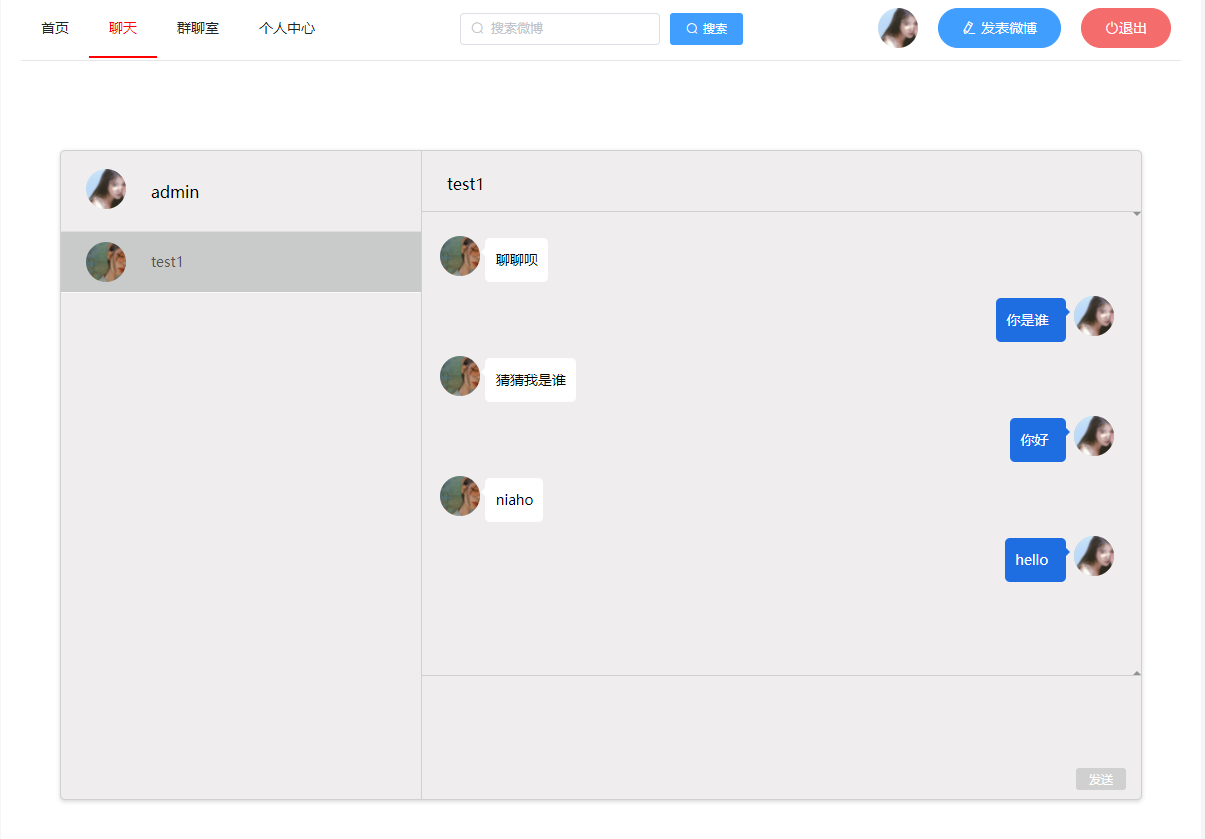 首页 聊天 群聊室 个人中心 搜索微博 搜索 发表微博 退出
admin
test1
test1
聊聊呗
你是谁
猜猜我是谁
你好
niaho
hello
发送